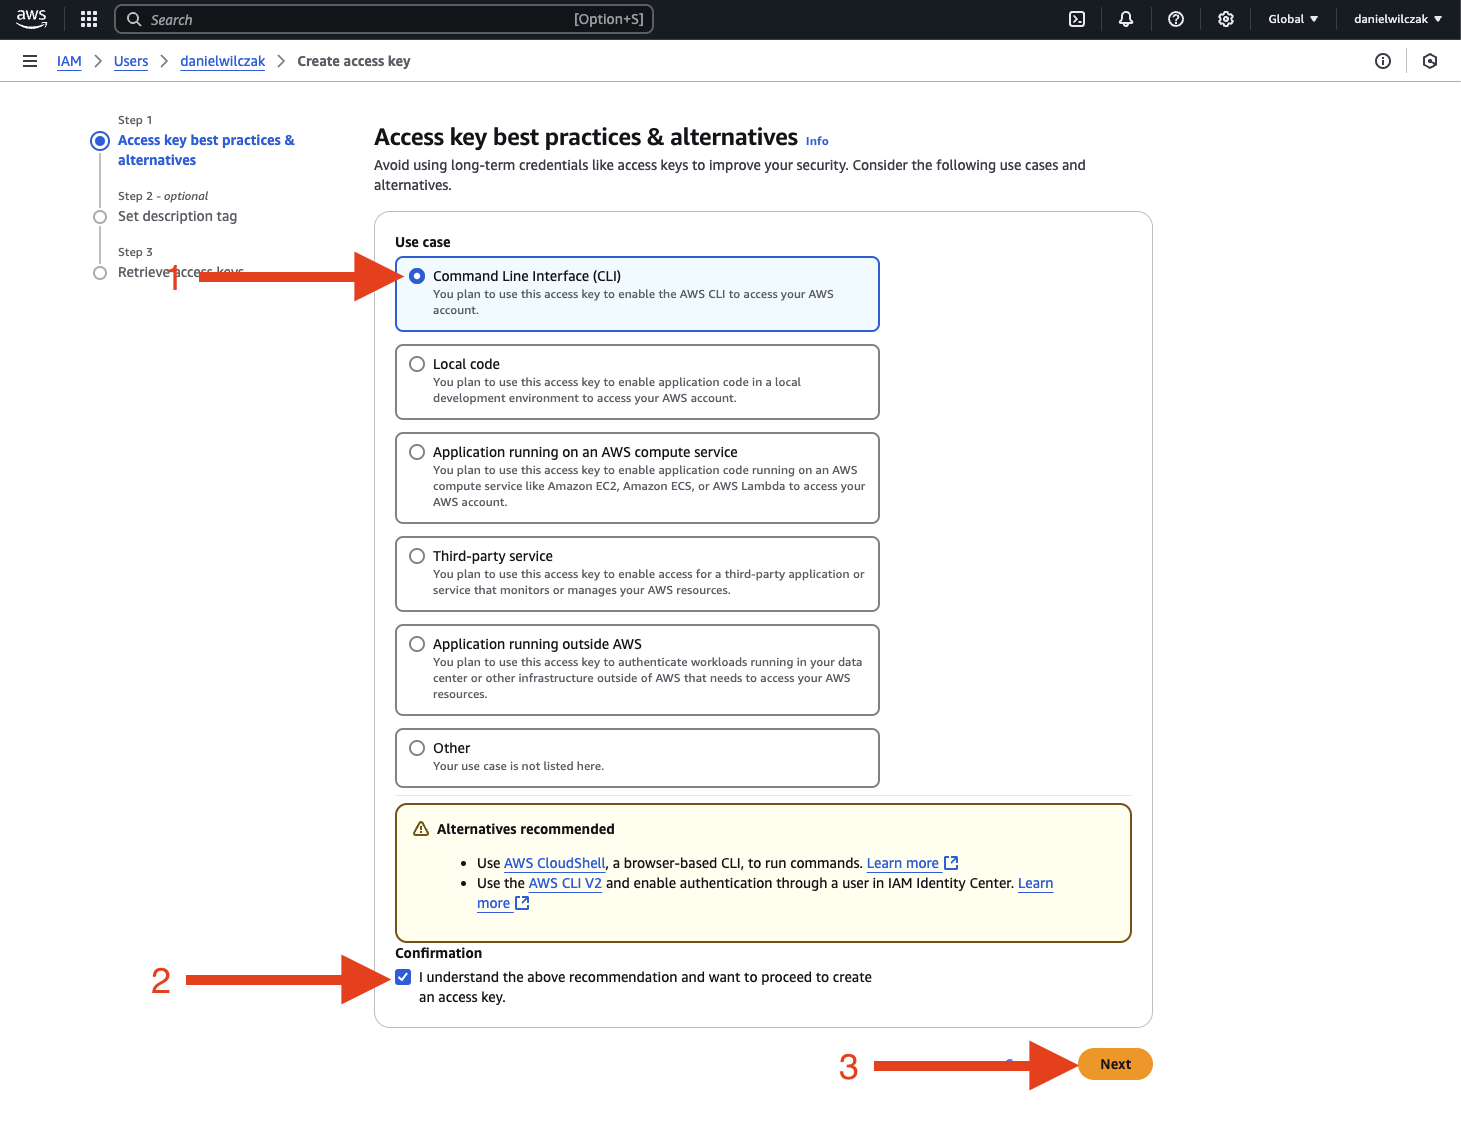 aws
Search
[Option+S]
Global
danielwilczak
IAM
Users
danielwilczak
Create access key
Step 1
Access key best practices &
alternatives
Step 2 - optional
Set description tag
Step 3
Retrieve access keys
Access key best practices & alternatives Info
Avoid using long-term credentials like access keys to improve your security. Consider the following use cases and
alternatives.
Use case
1
Command Line Interface (CLI)
You plan to use this access key to enable the AWS CLI to access your AWS
account.
Local code
You plan to use this access key to enable application code in a local
development environment to access your AWS account.
Application running on an AWS compute service
You plan to use this access key to enable application code running on an AWS
compute service like Amazon EC2, Amazon ECS, or AWS Lambda to access your
AWS account.
Third-party service
You plan to use this access key to enable access for a third-party application or
service that monitors or manages your AWS resources.
Application running outside AWS
You plan to use this access key to authenticate workloads running in your data
center or other infrastructure outside of AWS that needs to access your AWS
resources.
Other
Your use case is not listed here.
Alternatives recommended
• Use AWS CloudShell, a browser-based CLI, to run commands. Learn more
• Use the AWS CLI V2 and enable authentication through a user in IAM Identity Center. Learn
more
Confirmation
2
I understand the above recommendation and want to proceed to create
an access key.
3
Next